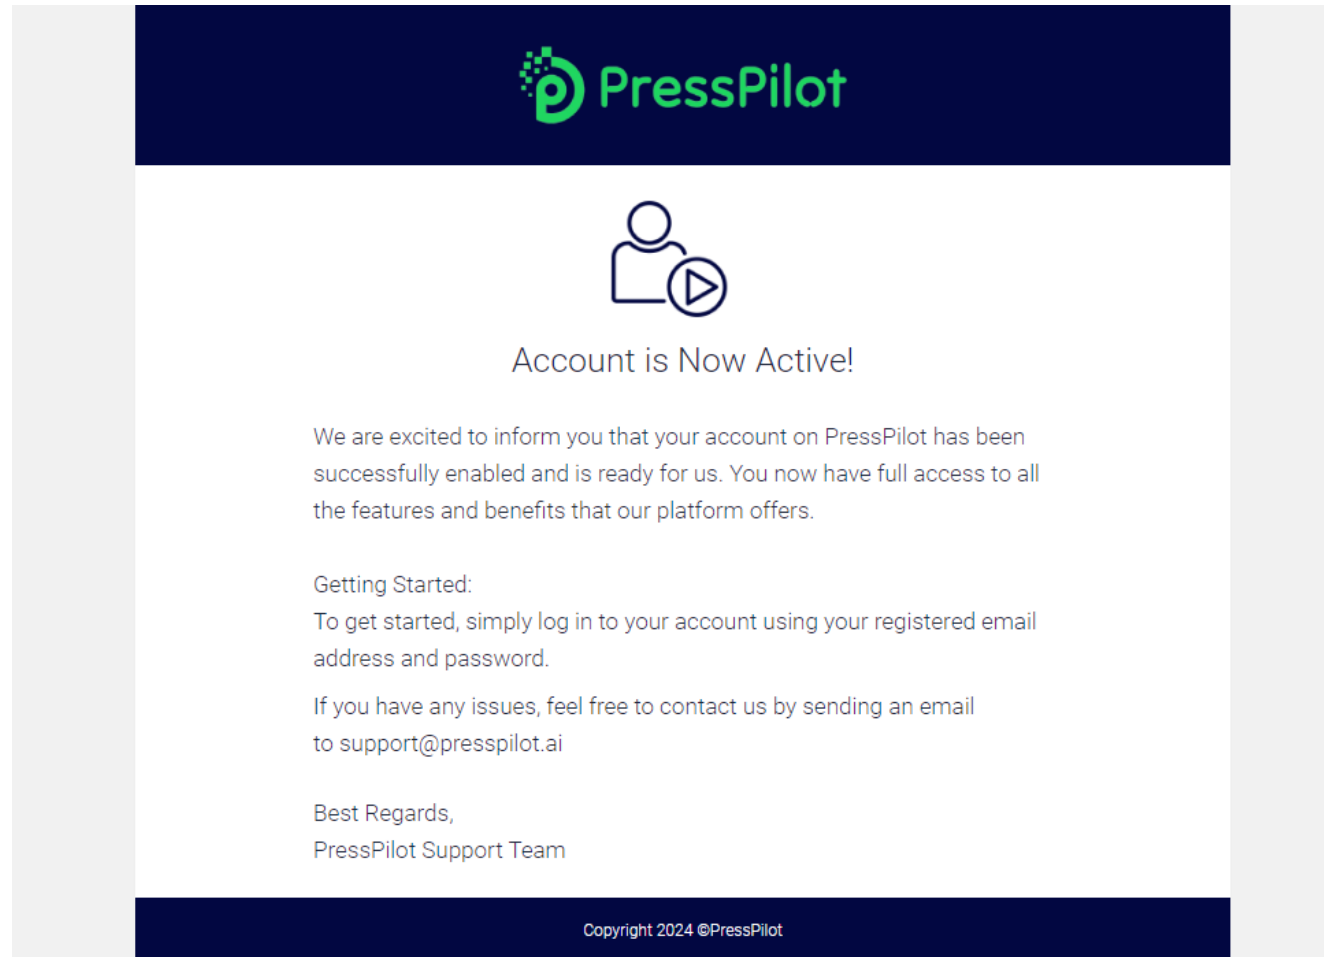 PressPilot
Account is Now Active!
We are excited to inform you that your account on PressPilot has been
successfully enabled and is ready for us. You now have full access to all
the features and benefits that our platform offers.
Getting Started:
To get started, simply log in to your account using your registered email
address and password.
If you have any issues, feel free to contact us by sending an email
to support@presspilot.ai
Best Regards,
PressPilot Support Team
Copyright 2024 ©PressPilot